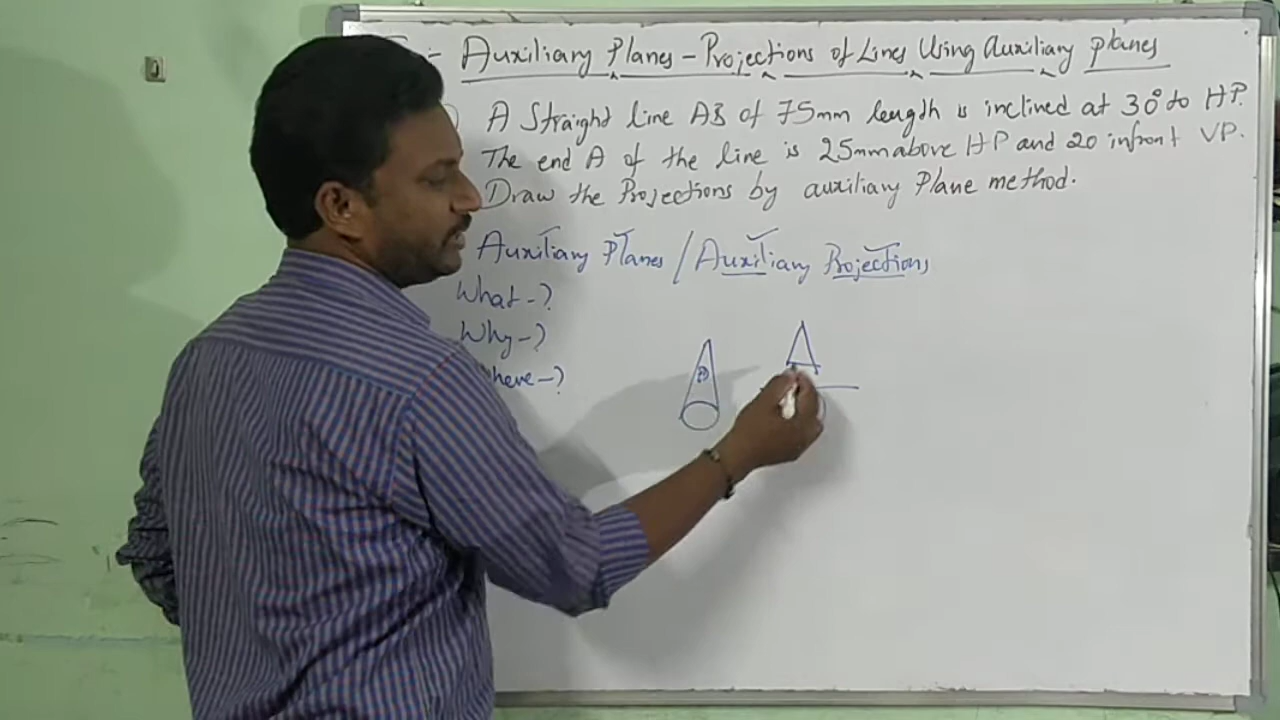 :- Auxiliary Planes - Projections of Lines Using Auxiliary planes
) A Straight line AB of 75mm length is inclined at 30° to HP.
The end A of the line is 25mm above HP and 20 infront VP.
Draw the Projections by auxiliary Plane method.
Auxiliary Planes / Auxiliary Projections
What - ?
Why - ?
here - ?